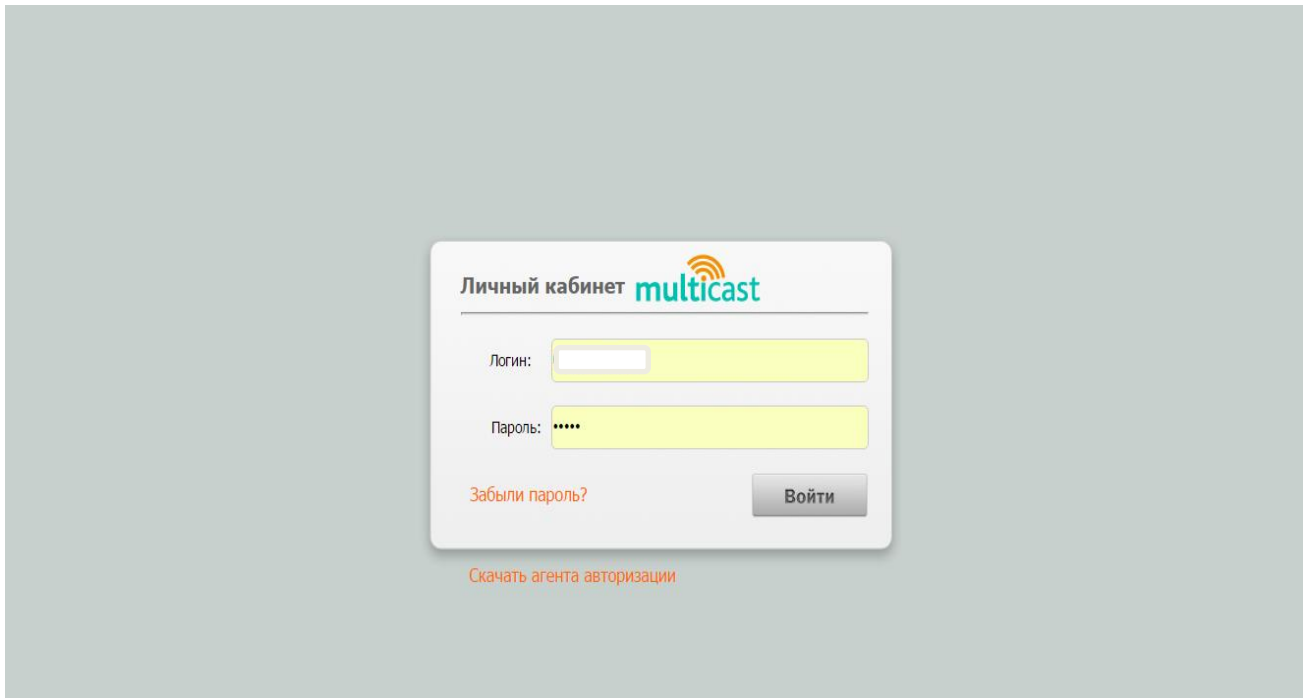 Личный кабинет multicast
Логин:
Пароль: •••••
Забыли пароль?
Войти
Скачать агента авторизации